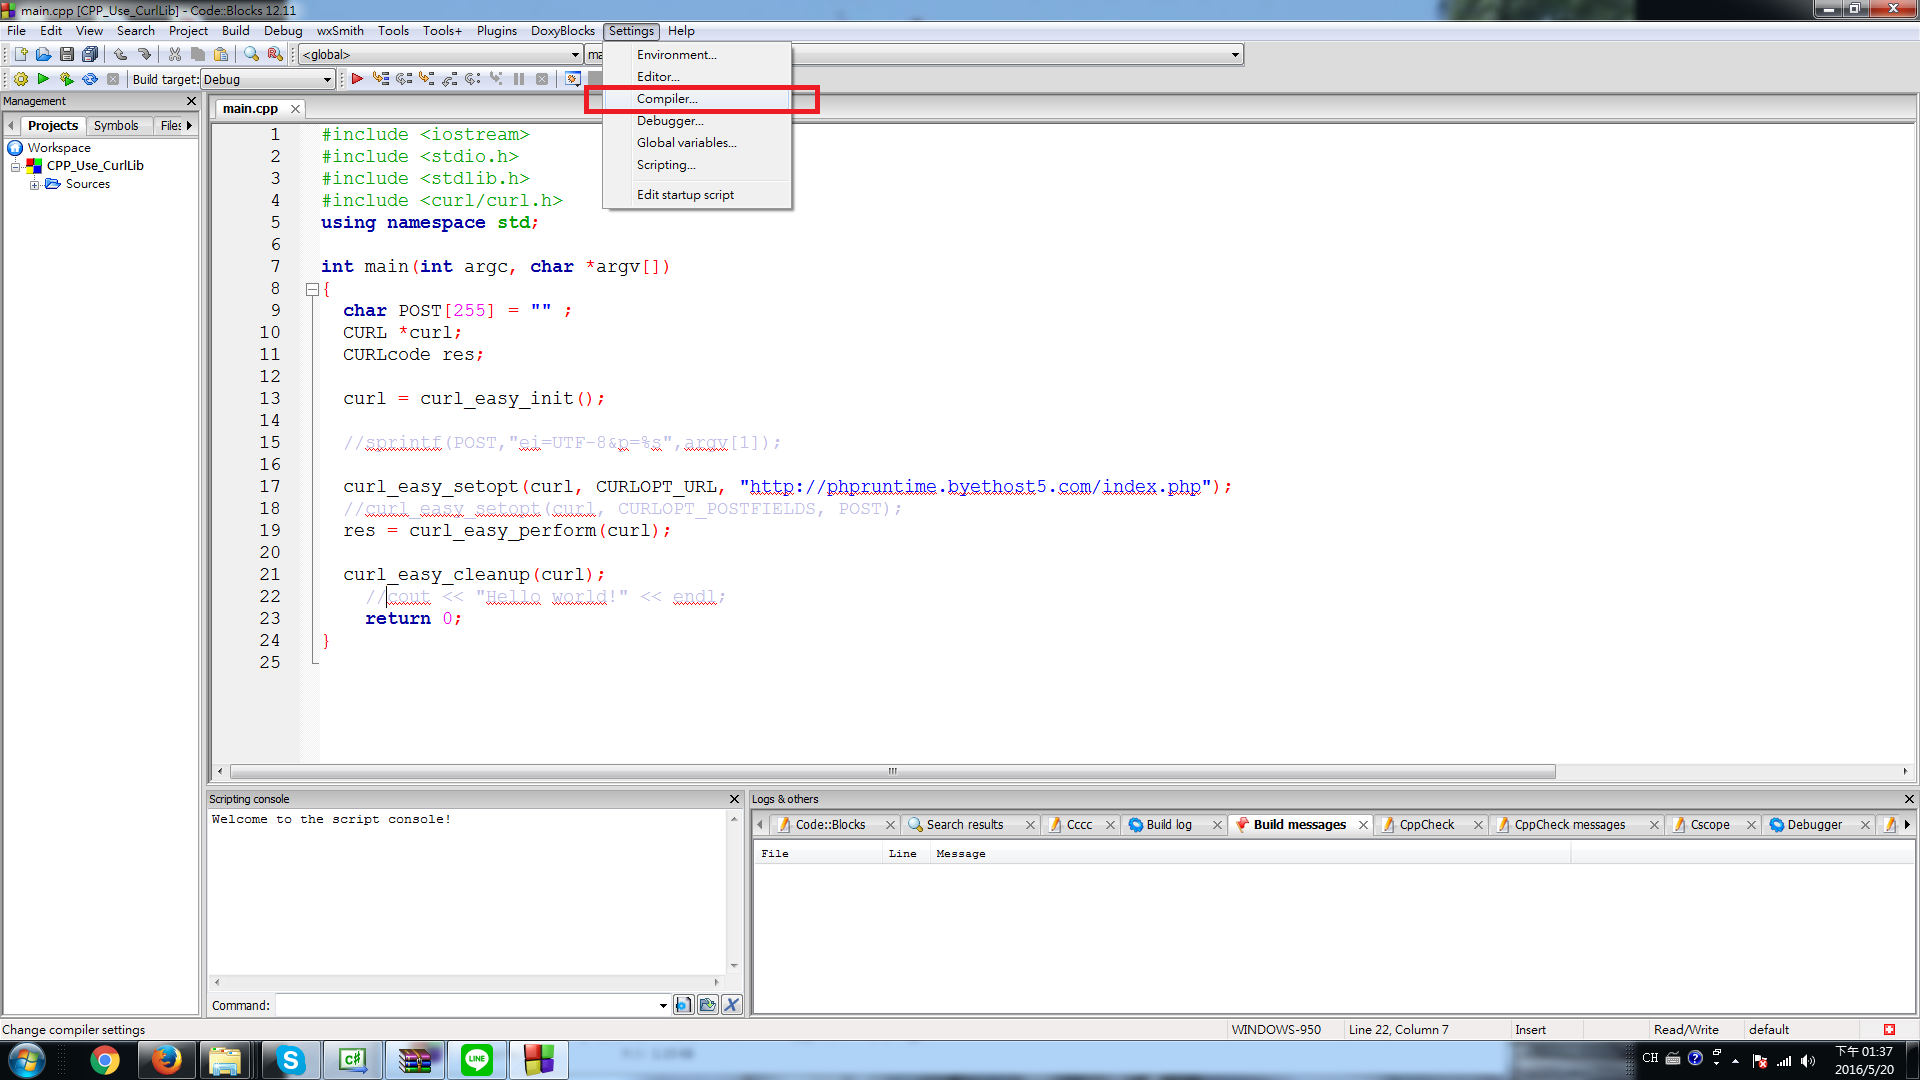 main.cpp [CPP_Use_CurlLib] - Code::Blocks 12.11
File Edit View Search Project Build Debug wxSmith Tools Tools+ Plugins DoxyBlocks Settings Help
<global>
Build target: Debug
Environment...
Editor...
Compiler...
Debugger...
Global variables...
Scripting...
Edit startup script
Management
Projects Symbols Files
Workspace
CPP_Use_CurlLib
Sources
main.cpp
1 #include <iostream>
2 #include <stdio.h>
3 #include <stdlib.h>
4 #include <curl/curl.h>
5 using namespace std;
6
7 int main(int argc, char *argv[])
8 {
9 char POST[255] = "" ;
10 CURL *curl;
11 CURLcode res;
12
13 curl = curl_easy_init();
14
15 //sprintf(POST,"ei=UTF-8&p=%s",argv[1]);
16
17 curl_easy_setopt(curl, CURLOPT_URL, "http://phpruntime.byethost5.com/index.php");
18 //curl_easy_setopt(curl, CURLOPT_POSTFIELDS, POST);
19 res = curl_easy_perform(curl);
20
21 curl_easy_cleanup(curl);
22 //cout << "Hello world!" << endl;
23 return 0;
24 }
25
Scripting console
Welcome to the script console!
Command:
Logs & others
Code::Blocks Search results Cccc Build log Build messages CppCheck CppCheck messages Cscope Debugger
File Line Message
Change compiler settings
WINDOWS-950 Line 22, Column 7 Insert Read/Write default
LINE
CH
下午 01:37
2016/5/20